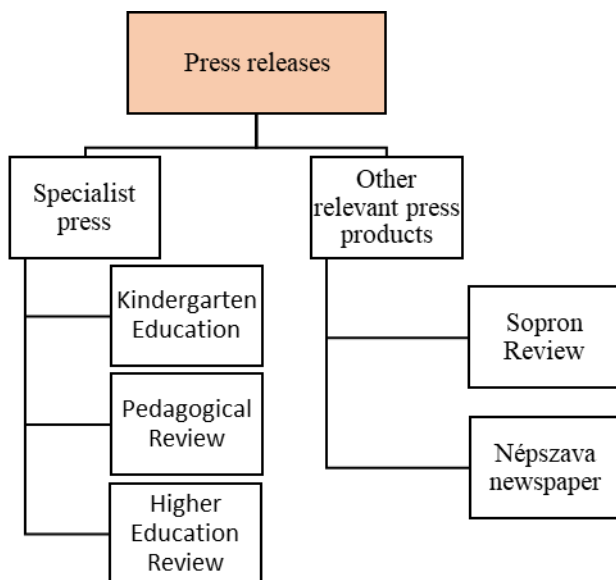 Press releases
Specialist
press
Other
relevant press
products
Kindergarten
Education
Pedagogical
Review
Higher
Education
Review
Sopron
Review
Népszava
newspaper